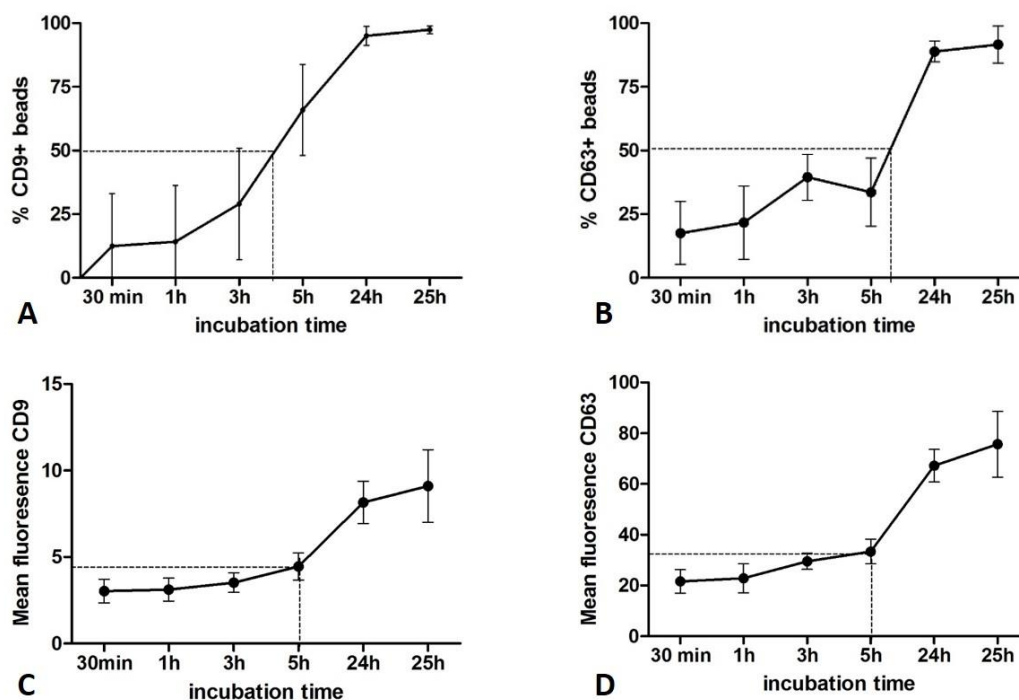 100
75
50
25
0
% CD9+ beads
30 min 1h 3h 5h 24h 25h
incubation time
A
100
75
50
25
0
% CD63+ beads
30 min 1h 3h 5h 24h 25h
incubation time
B
15
10
5
0
Mean fluoresence CD9
30min 1h 3h 5h 24h 25h
incubation time
C
100
80
60
40
20
0
Mean fluoresence CD63
30 min 1h 3h 5h 24h 25h
incubation time
D